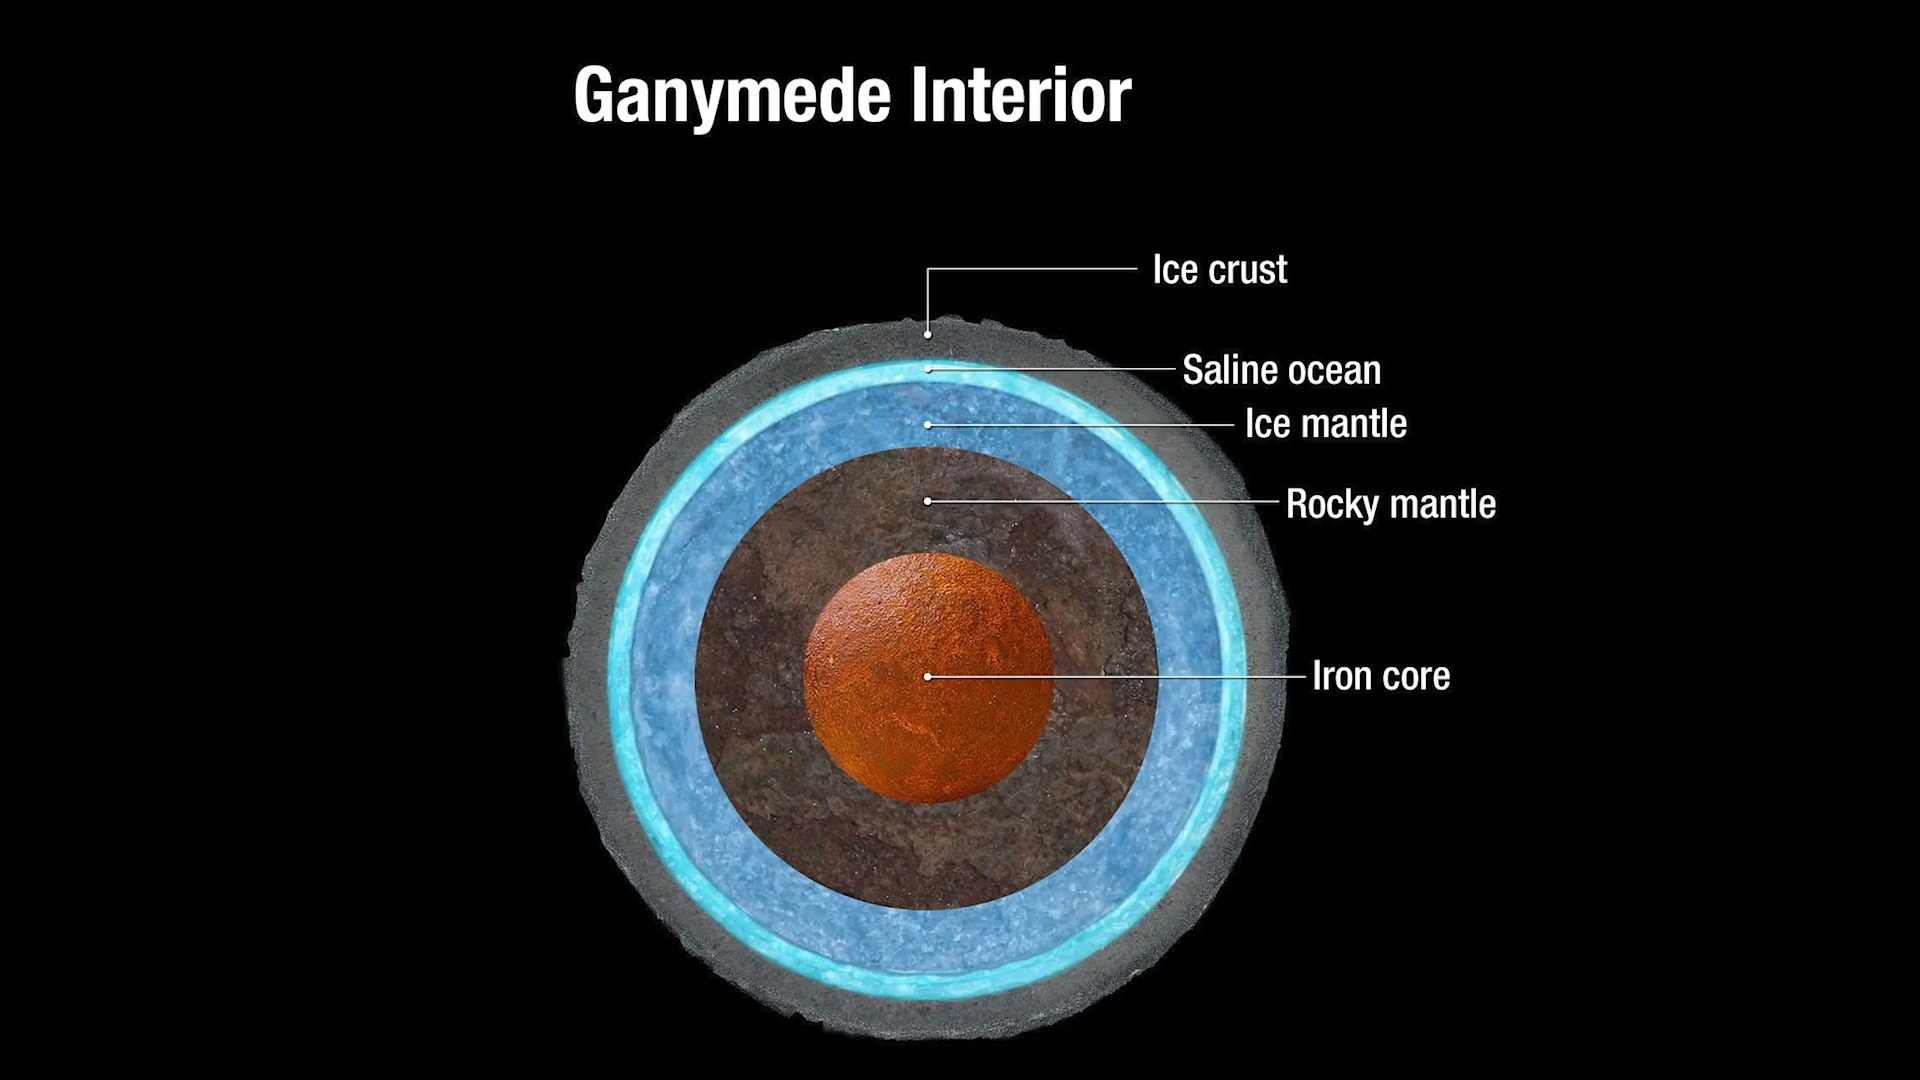 Ganymede Interior
Ice crust
Saline ocean
Ice mantle
Rocky mantle
Iron core